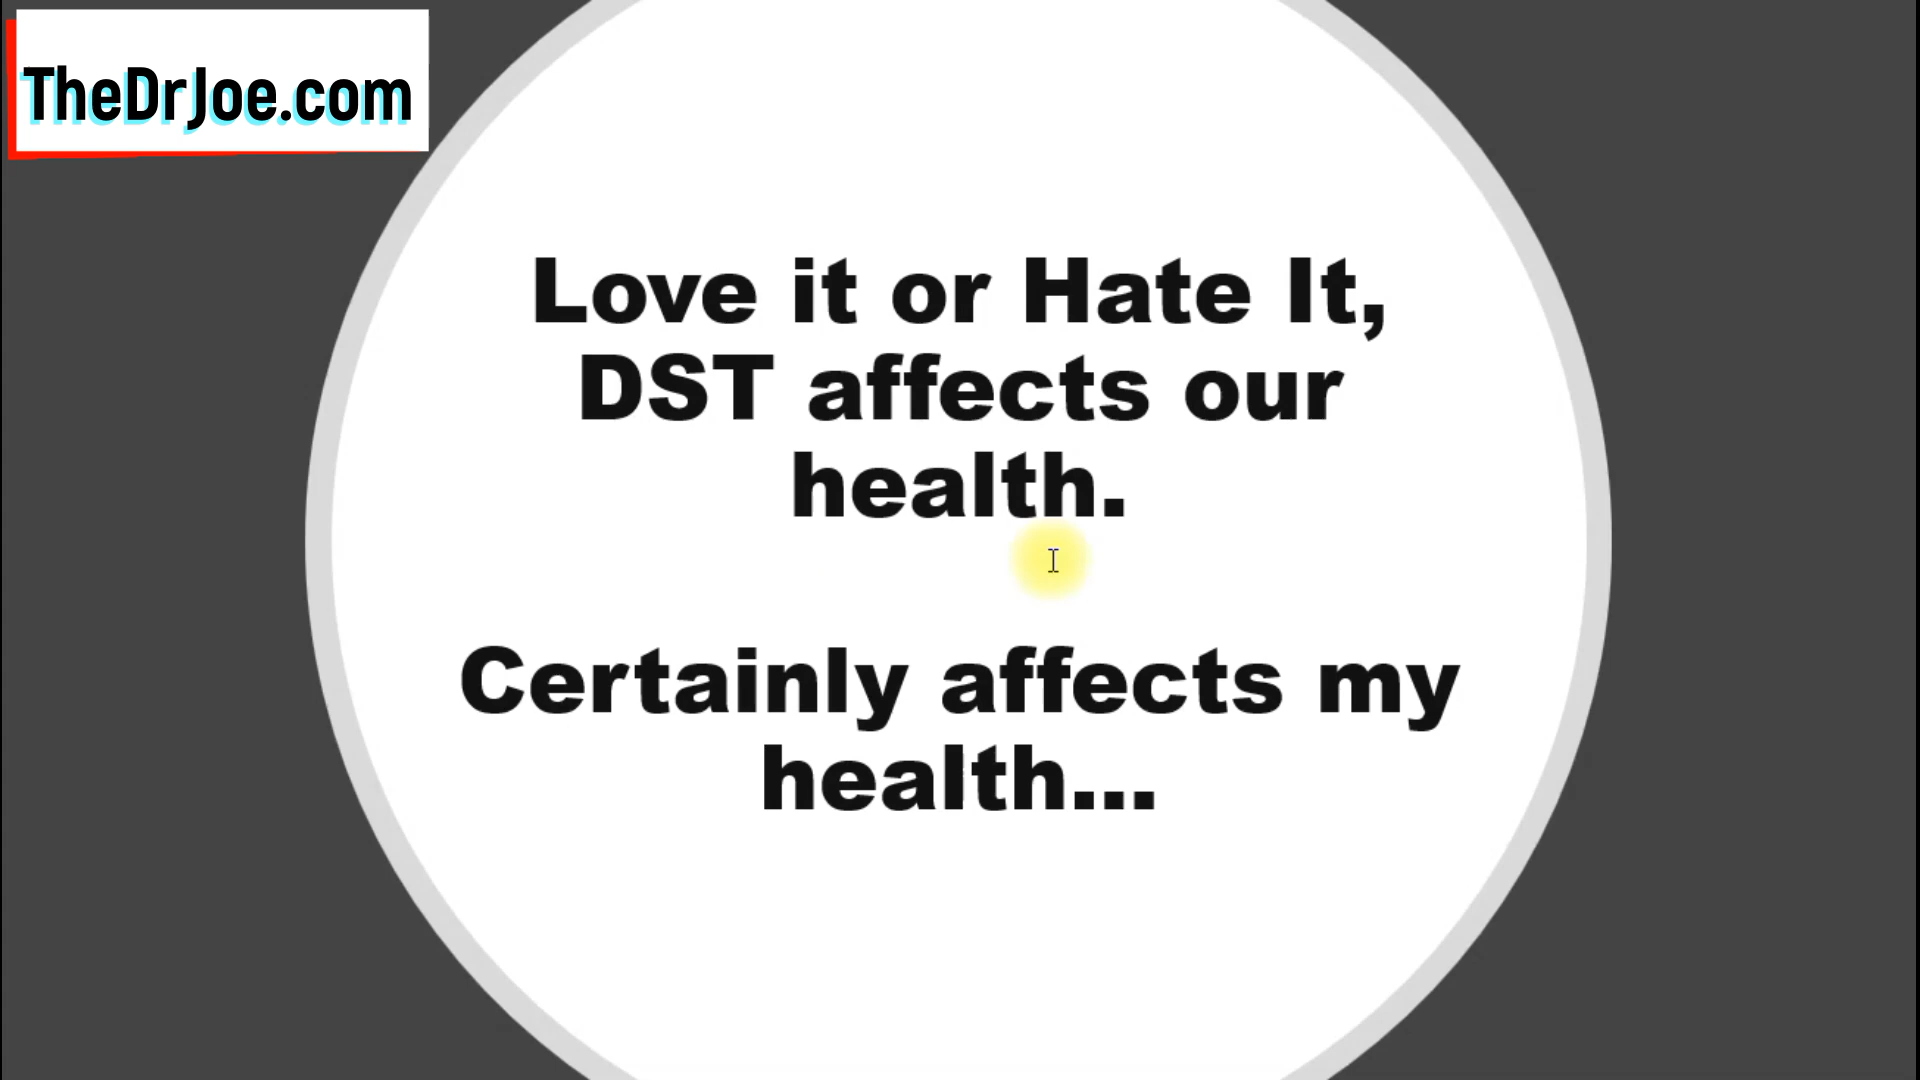 TheDrJoe.com
Love it or Hate It,
DST affects our
health.
Certainly affects my
health...